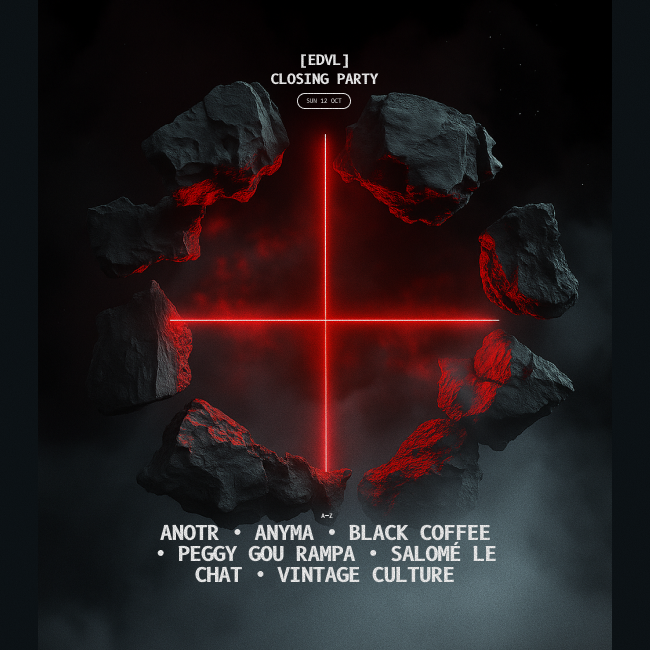 [EDVL]
CLOSING PARTY
SUN 12 OCT
A–Z
ANOTR • ANYMA • BLACK COFFEE
• PEGGY GOU RAMPA • SALOMÉ LE
CHAT • VINTAGE CULTURE